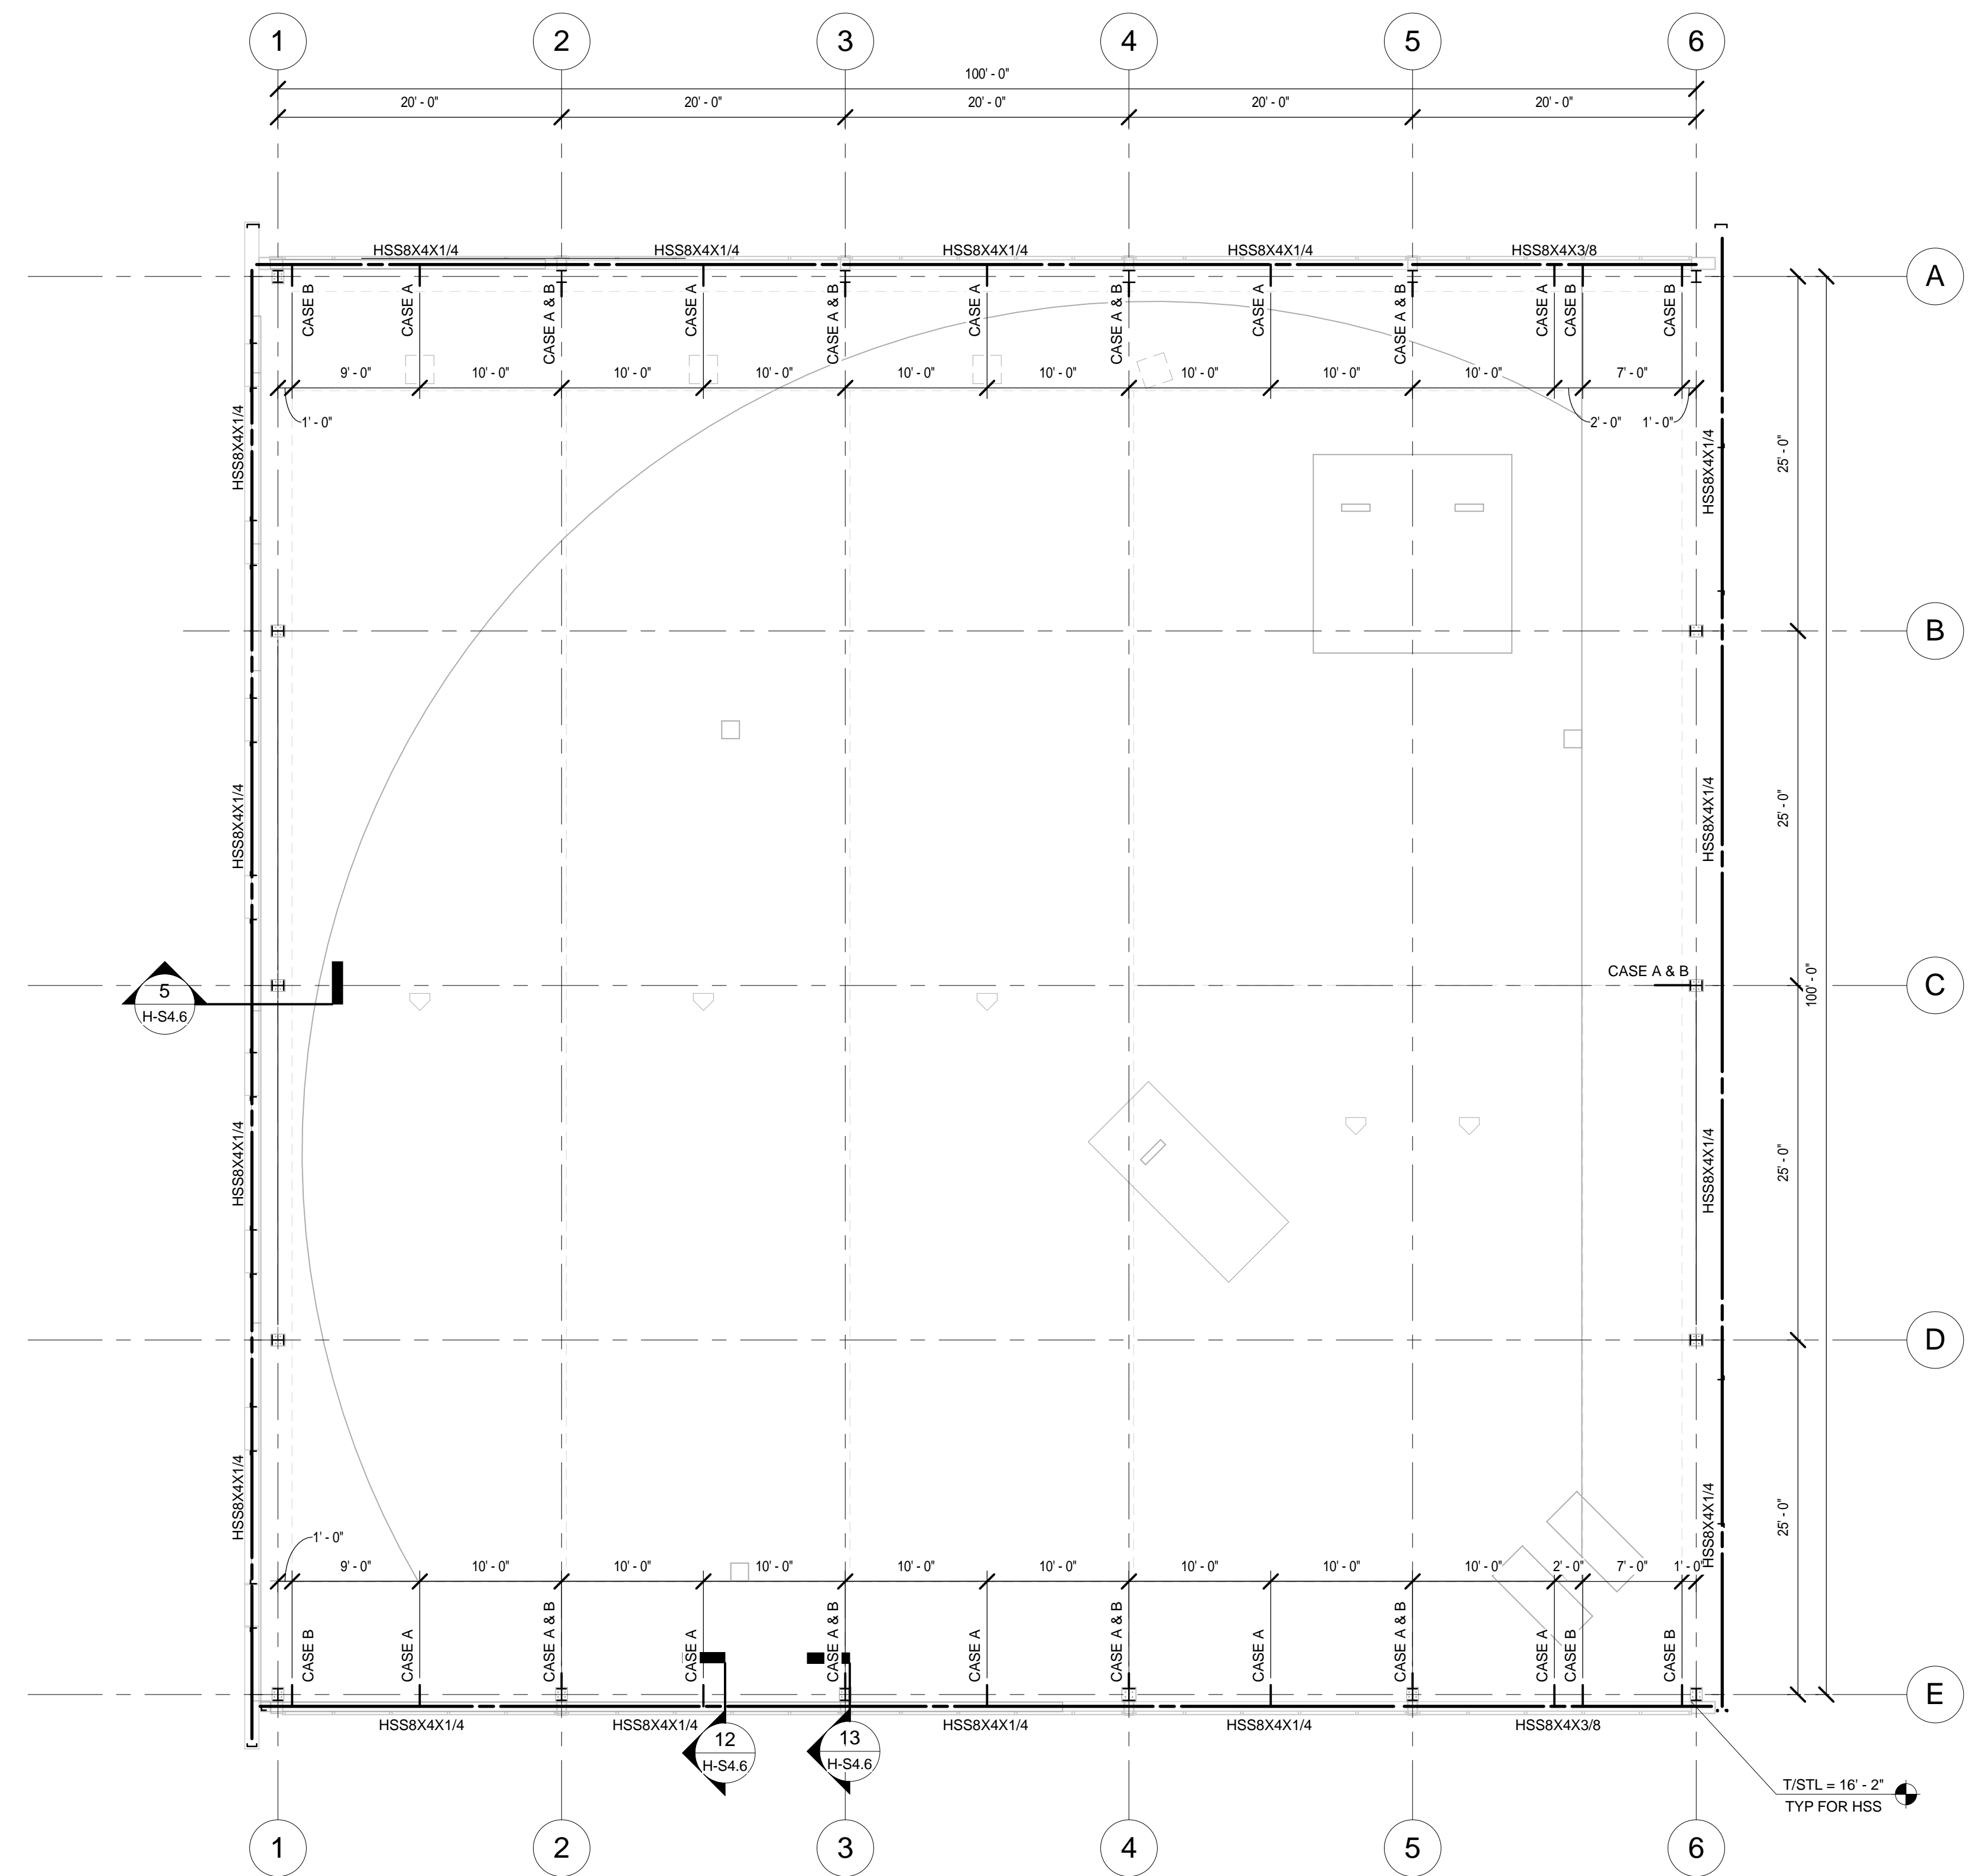 1 2 3 4 5 6
100' - 0"
20' - 0" 20' - 0" 20' - 0" 20' - 0" 20' - 0"
HSS8X4X1/4 HSS8X4X1/4 HSS8X4X1/4 HSS8X4X1/4 HSS8X4X3/8
A
CASE B CASE A CASE A & B CASE A CASE A & B CASE A CASE A & B CASE A CASE A & B CASE A CASE B CASE B
9' - 0" 10' - 0" 10' - 0" 10' - 0" 10' - 0" 10' - 0" 10' - 0" 10' - 0" 10' - 0" 7' - 0"
1' - 0" 2' - 0" 1' - 0"
HSS8X4X1/4 HSS8X4X1/4 25' - 0"
B
HSS8X4X1/4 HSS8X4X1/4 25' - 0"
CASE A & B
C
100' - 0"
5
H-S4.6
HSS8X4X1/4 HSS8X4X1/4 25' - 0"
D
HSS8X4X1/4 HSS8X4X1/4 25' - 0"
1' - 0"
9' - 0" 10' - 0" 10' - 0" 10' - 0" 10' - 0" 10' - 0" 10' - 0" 10' - 0" 10' - 0" 2' - 0" 7' - 0" 1' - 0"
CASE B CASE A CASE A & B CASE A CASE A & B CASE A CASE A & B CASE A CASE A & B CASE A CASE B CASE B
E
HSS8X4X1/4 HSS8X4X1/4 HSS8X4X1/4 HSS8X4X1/4 HSS8X4X3/8
12
H-S4.6
13
H-S4.6
T/STL = 16' - 2"
TYP FOR HSS
1 2 3 4 5 6